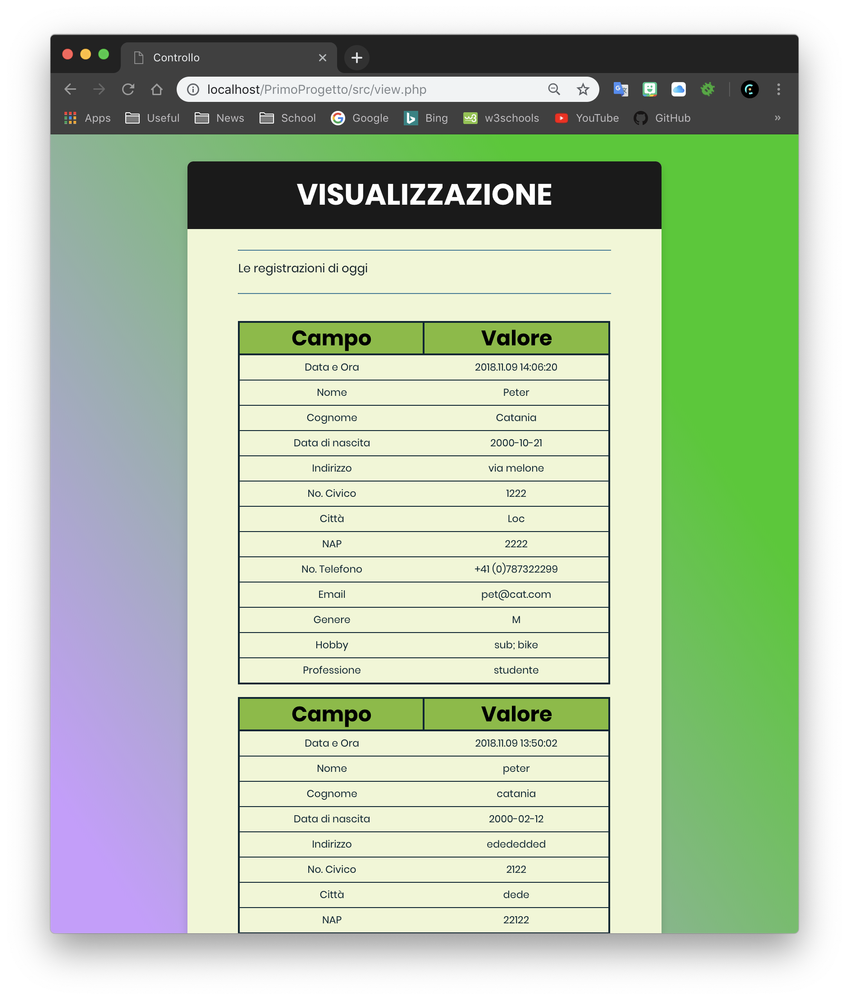 Controllo
localhost/PrimoProgetto/src/view.php
Apps Useful News School Google Bing w3schools YouTube GitHub »
VISUALIZZAZIONE
Le registrazioni di oggi
Campo Valore
Data e Ora 2018.11.09 14:06:20
Nome Peter
Cognome Catania
Data di nascita 2000-10-21
Indirizzo via melone
No. Civico 1222
Città Loc
NAP 2222
No. Telefono +41 (0)787322299
Email pet@cat.com
Genere M
Hobby sub; bike
Professione studente
Campo Valore
Data e Ora 2018.11.09 13:50:02
Nome peter
Cognome catania
Data di nascita 2000-02-12
Indirizzo edededded
No. Civico 2122
Città dede
NAP 22122